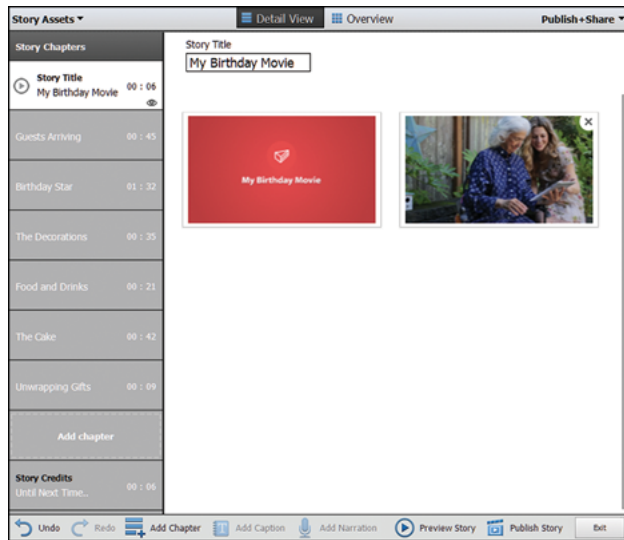 Story Assets
Detail View
Overview
Publish+Share
Story Chapters
Story Title
My Birthday Movie
00 : 06
Guests Arriving 00 : 45
Birthday Star 01 : 32
The Decorations 00 : 35
Food and Drinks 00 : 21
The Cake 00 : 42
Unwrapping Gifts 00 : 09
Add chapter
Story Credits
Until Next Time..
00 : 06
Story Title
My Birthday Movie
My Birthday Movie
Undo Redo Add Chapter Add Caption Add Narration Preview Story Publish Story Exit